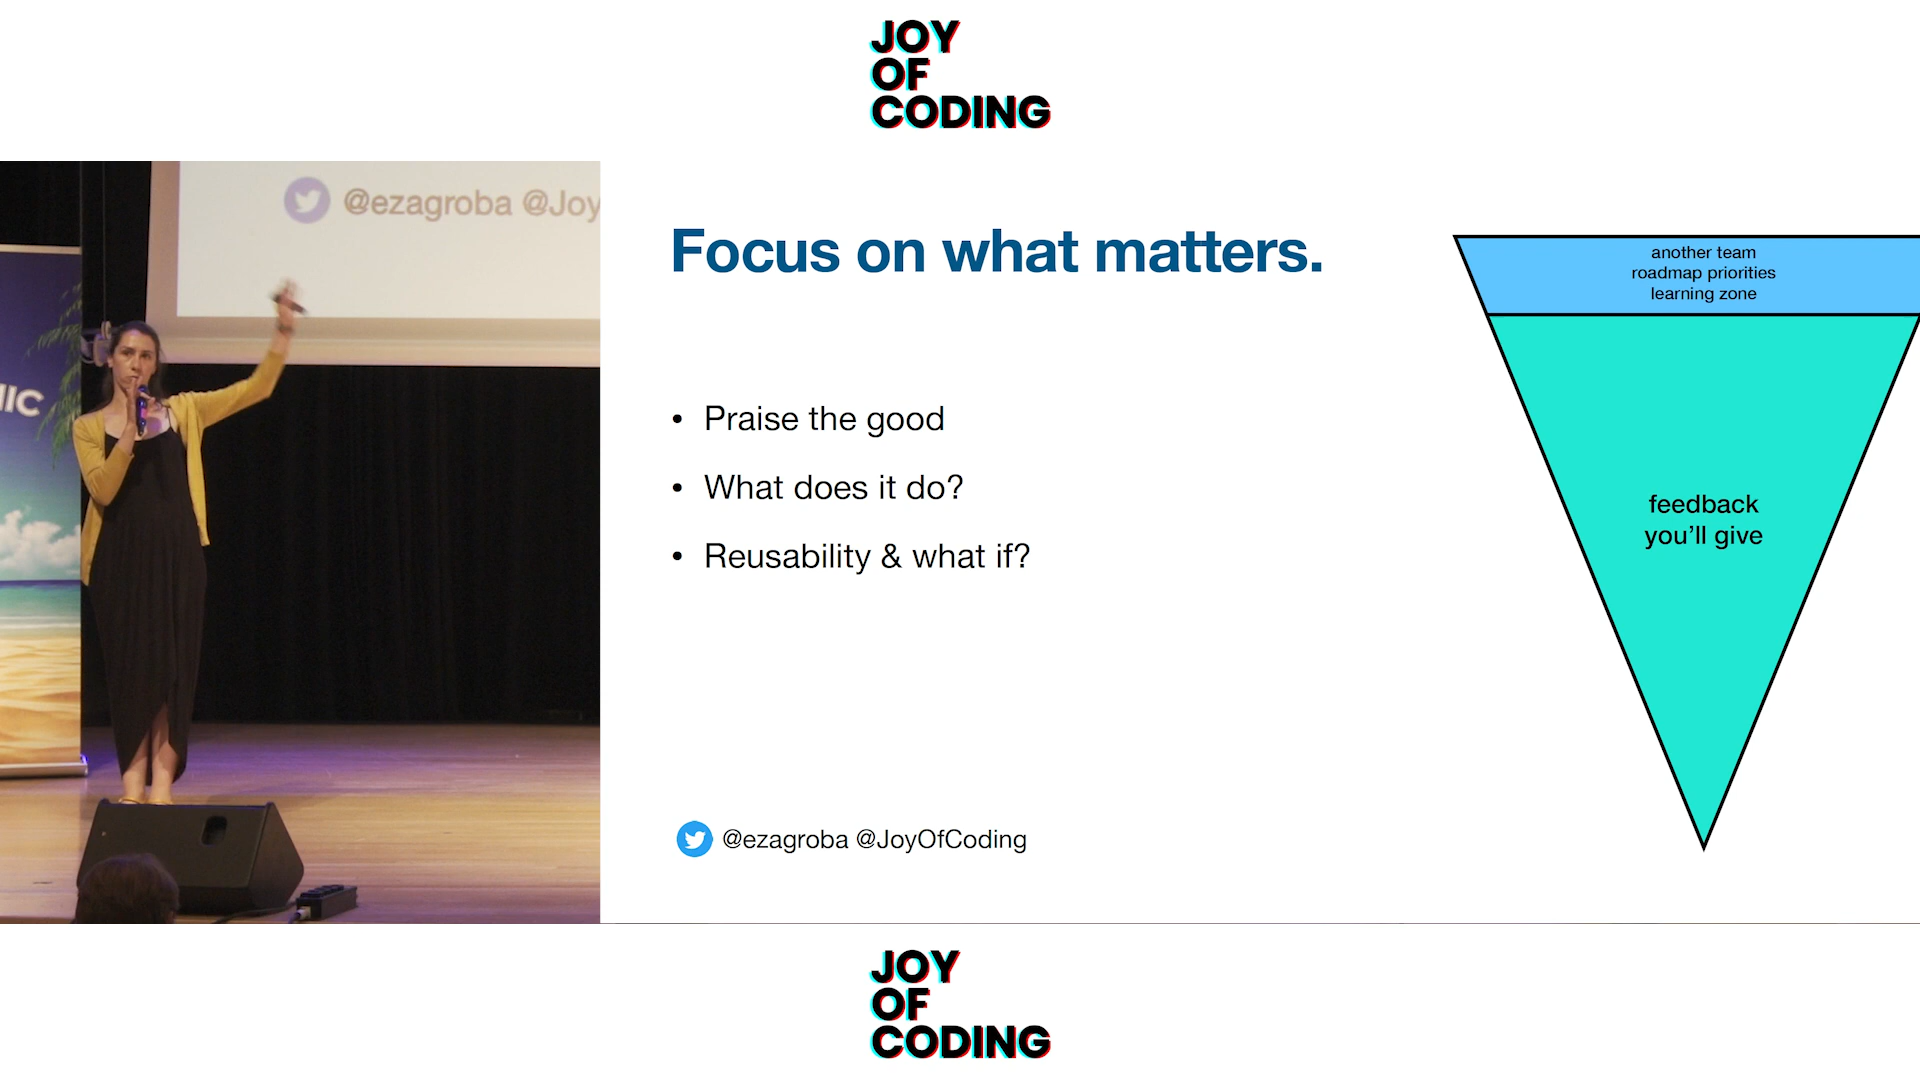 JOY
OF
CODING
@ezagroba @Joy
IIC
Focus on what matters.
• Praise the good
• What does it do?
• Reusability & what if?
another team
roadmap priorities
learning zone
feedback
you'll give
@ezagroba @JoyOfCoding
JOY
OF
CODING